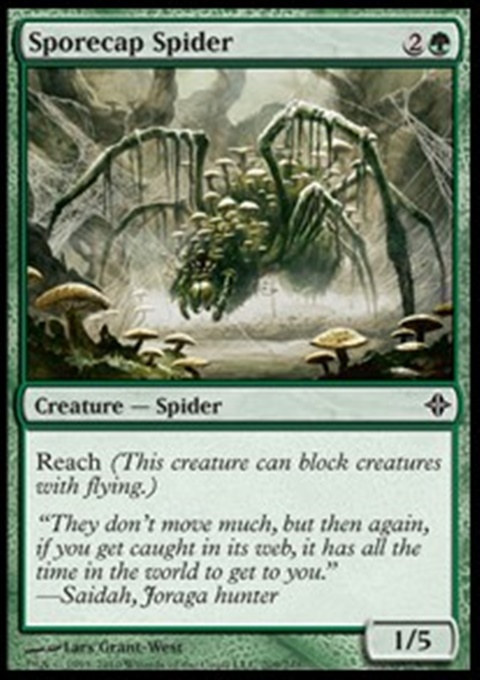 Sporecap Spider 2
Creature — Spider
Reach (This creature can block creatures
with flying.)
“They don’t move much, but then again,
if you get caught in its web, it has all the
time in the world to get to you.”
—Saidah, Joraga hunter
Lars Grant-West
1/5